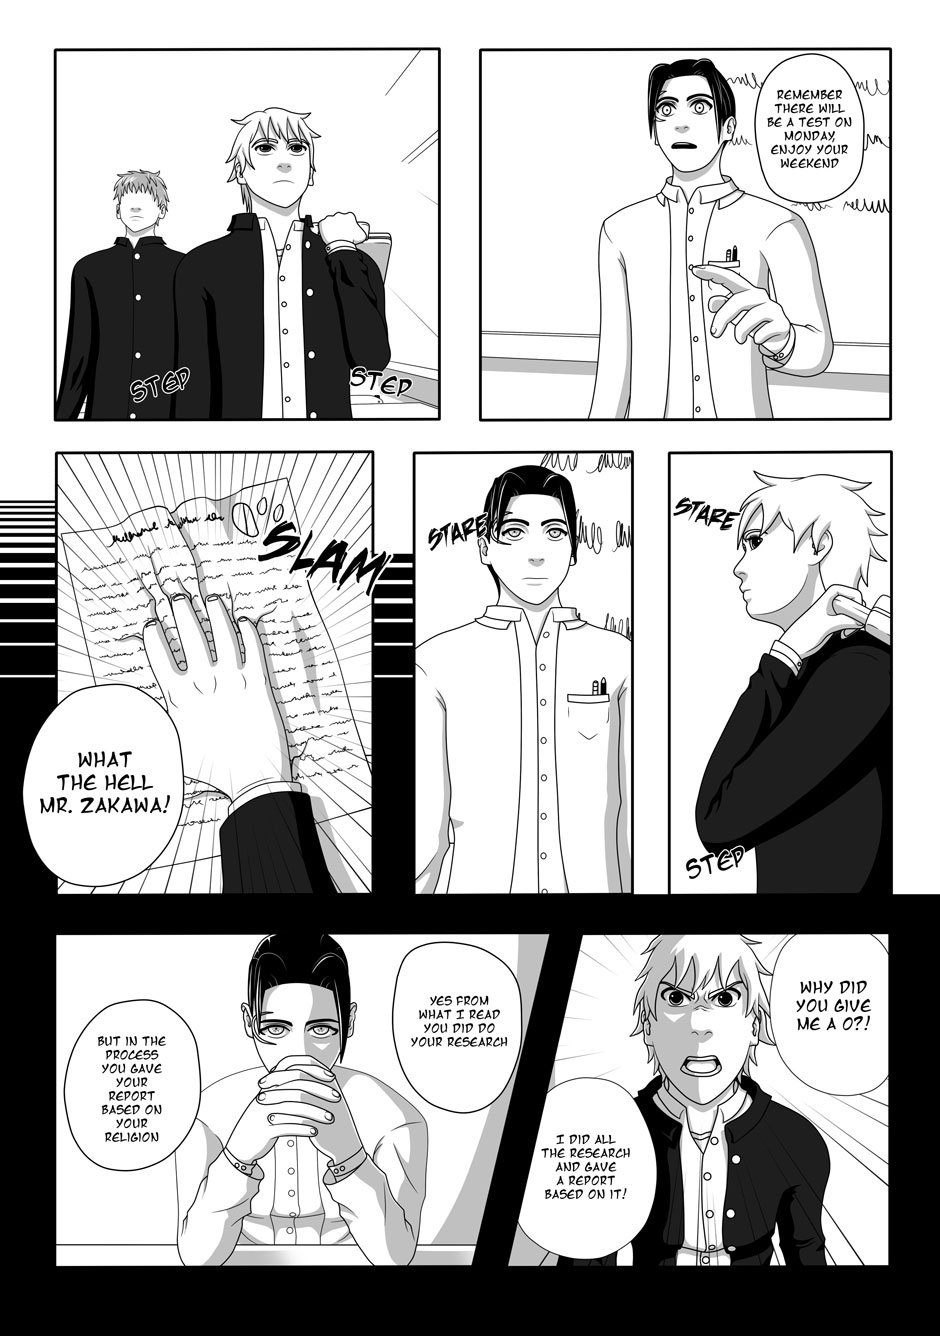 REMEMBER
THERE WILL
BE A TEST ON
MONDAY,
ENJOY YOUR
WEEKEND
STEP
STEP
STARE
STEP
STARE
SLAM
WHAT
THE HELL
MR. ZAKAWA!
WHY DID
YOU GIVE
ME A 0?!
I DID ALL
THE RESEARCH
AND GAVE
A REPORT
BASED ON IT!
YES FROM
WHAT I READ
YOU DID DO
YOUR RESEARCH
BUT IN THE
PROCESS
YOU GAVE
YOUR
REPORT
BASED ON
YOUR
RELIGION